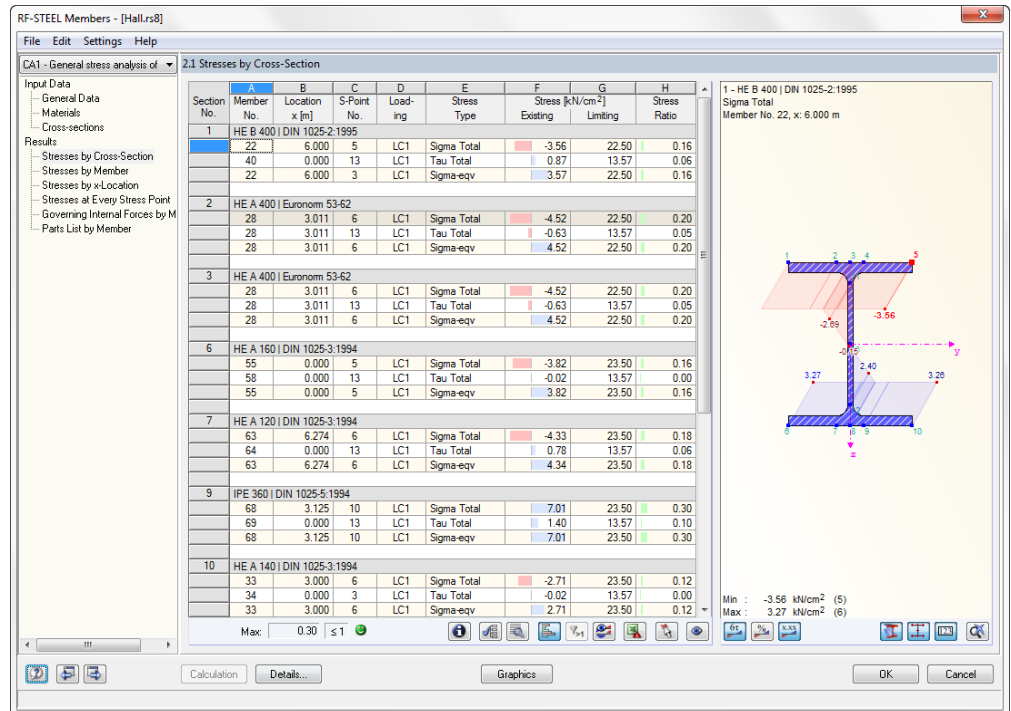 RF-STEEL Members - [Hall.rs8]
File Edit Settings Help
CA1 - General stress analysis of
Input Data
General Data
Materials
Cross-sections
Results
Stresses by Cross-Section
Stresses by Member
Stresses by x-Location
Stresses at Every Stress Point
Governing Internal Forces by M
Parts List by Member
2.1 Stresses by Cross-Section
A B C D E F G H
Section Member Location S-Point Load- Stress Stress [kN/cm2] Stress
No. No. x [m] No. ing Type Existing Limiting Ratio
1 HE B 400 | DIN 1025-2:1995
22 6.000 5 LC1 Sigma Total -3.56 22.50 0.16
40 0.000 13 LC1 Tau Total 0.87 13.57 0.06
22 6.000 3 LC1 Sigma-eqv 3.57 22.50 0.16
2 HE A 400 | Euronorm 53-62
28 3.011 6 LC1 Sigma Total -4.52 22.50 0.20
28 3.011 13 LC1 Tau Total -0.63 13.57 0.05
28 3.011 6 LC1 Sigma-eqv 4.52 22.50 0.20
3 HE A 400 | Euronorm 53-62
28 3.011 6 LC1 Sigma Total -4.52 22.50 0.20
28 3.011 13 LC1 Tau Total -0.63 13.57 0.05
28 3.011 6 LC1 Sigma-eqv 4.52 22.50 0.20
6 HE A 160 | DIN 1025-3:1994
55 0.000 5 LC1 Sigma Total -3.82 23.50 0.16
58 0.000 13 LC1 Tau Total -0.02 13.57 0.00
55 0.000 5 LC1 Sigma-eqv 3.82 23.50 0.16
7 HE A 120 | DIN 1025-3:1994
63 6.274 6 LC1 Sigma Total -4.33 23.50 0.18
64 0.000 13 LC1 Tau Total 0.78 13.57 0.06
63 6.274 6 LC1 Sigma-eqv 4.34 23.50 0.18
9 IPE 360 | DIN 1025-5:1994
68 3.125 10 LC1 Sigma Total 7.01 23.50 0.30
69 0.000 13 LC1 Tau Total 1.40 13.57 0.10
68 3.125 10 LC1 Sigma-eqv 7.01 23.50 0.30
10 HE A 140 | DIN 1025-3:1994
33 3.000 6 LC1 Sigma Total -2.71 23.50 0.12
34 0.000 3 LC1 Tau Total -0.02 13.57 0.00
33 3.000 6 LC1 Sigma-eqv 2.71 23.50 0.12
Max: 0.30 ≤ 1
1 - HE B 400 | DIN 1025-2:1995
Sigma Total
Member No. 22, x: 6.000 m
1 2 3 4 5
-3.56
-2.69
y
2.40
3.27 3.26
6 7 8 9 10
z
Min : -3.56 kN/cm2 (5)
Max : 3.27 kN/cm2 (6)
Calculation Details... Graphics OK Cancel